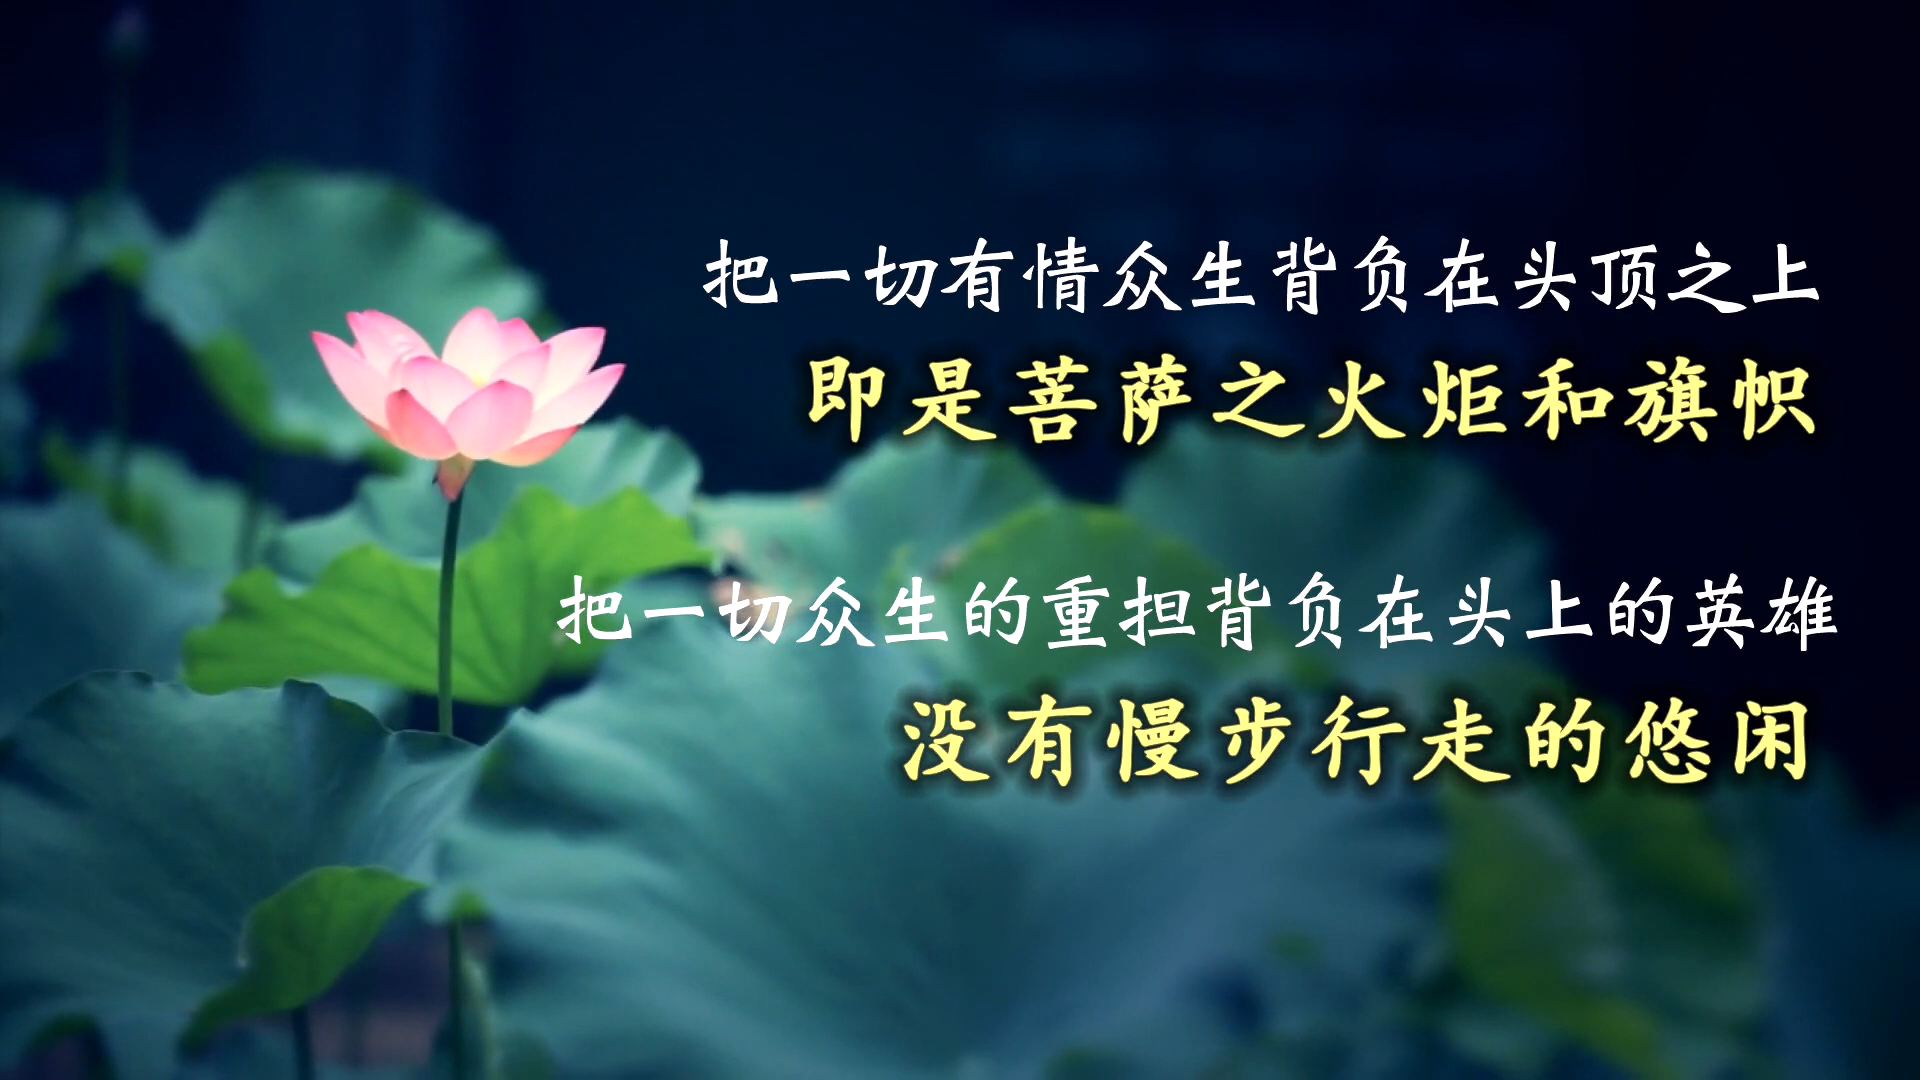 把一切有情众生背负在头顶之上
即是菩萨之火炬和旗帜
把一切众生的重担背负在头上的英雄
没有慢步行走的悠闲